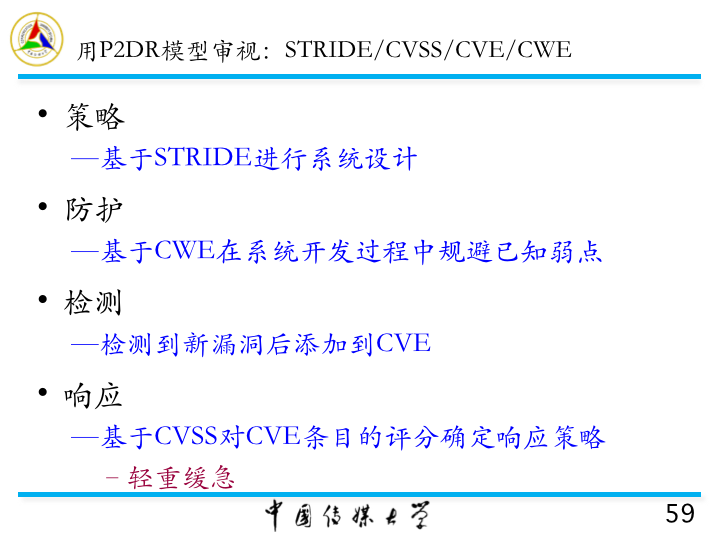 用P2DR模型审视：STRIDE/CVSS/CVE/CWE
• 策略
—基于STRIDE进行系统设计
• 防护
—基于CWE在系统开发过程中规避已知弱点
• 检测
—检测到新漏洞后添加到CVE
• 响应
—基于CVSS对CVE条目的评分确定响应策略
– 轻重缓急
中国传媒大学
59